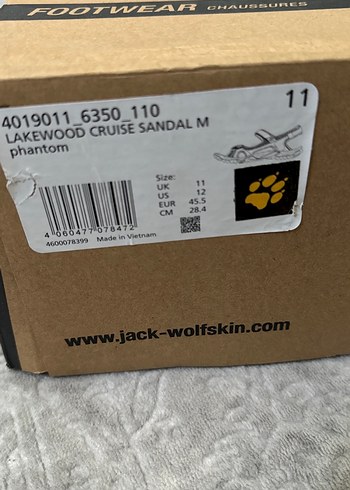 FOOTWEAR CHAUSSURES
4019011_6350_110
11
LAKEWOOD CRUISE SANDAL M
phantom
Size:
UK 11
US 12
EUR 45.5
CM 28.4
4 060477 078472
4600078399 Made in Vietnam
www.jack-wolfskin.com